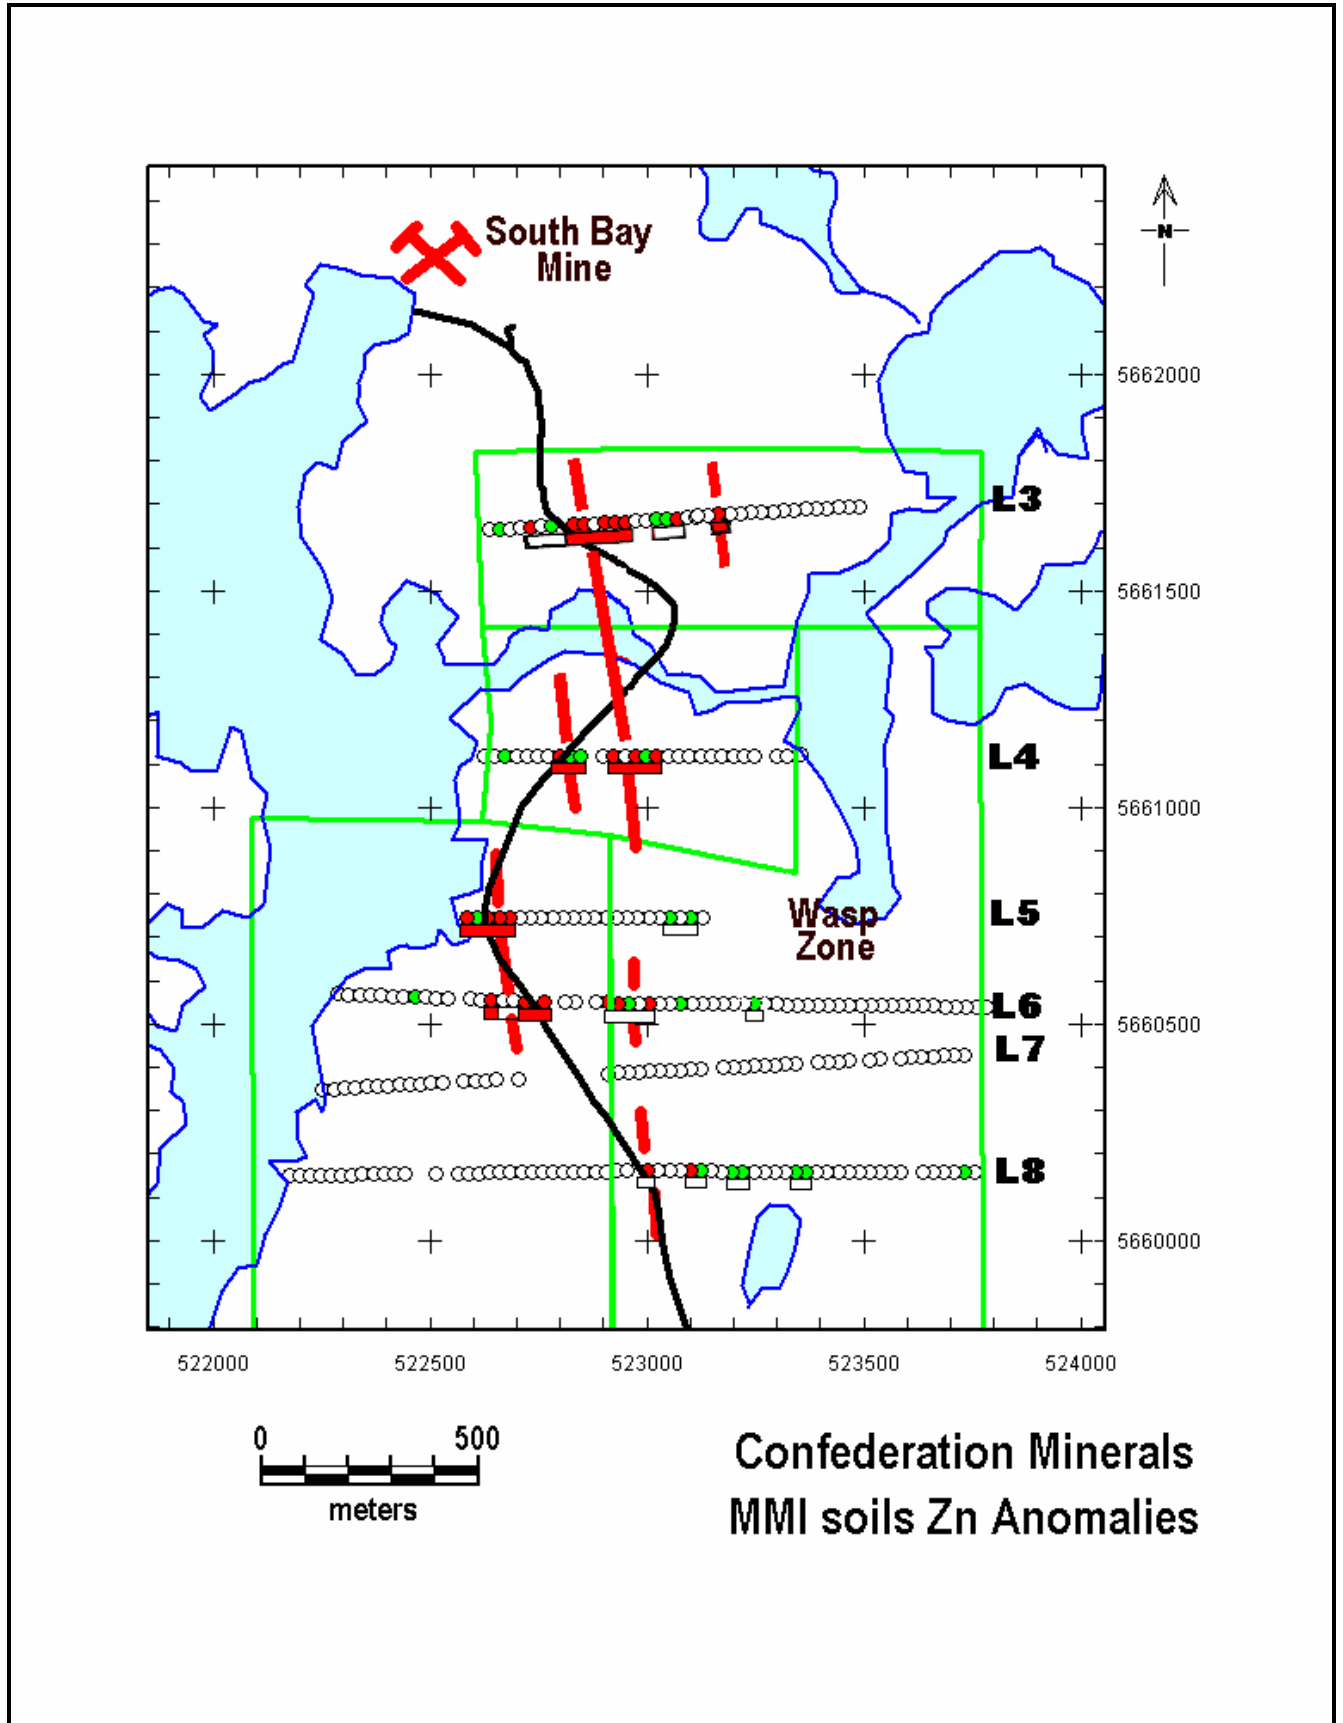 South Bay
Mine
N
5662000
L3
5661500
L4
5661000
Wasp
Zone
L5
L6
5660500
L7
L8
5660000
522000 522500 523000 523500 524000
0 500
meters
Confederation Minerals
MMI soils Zn Anomalies